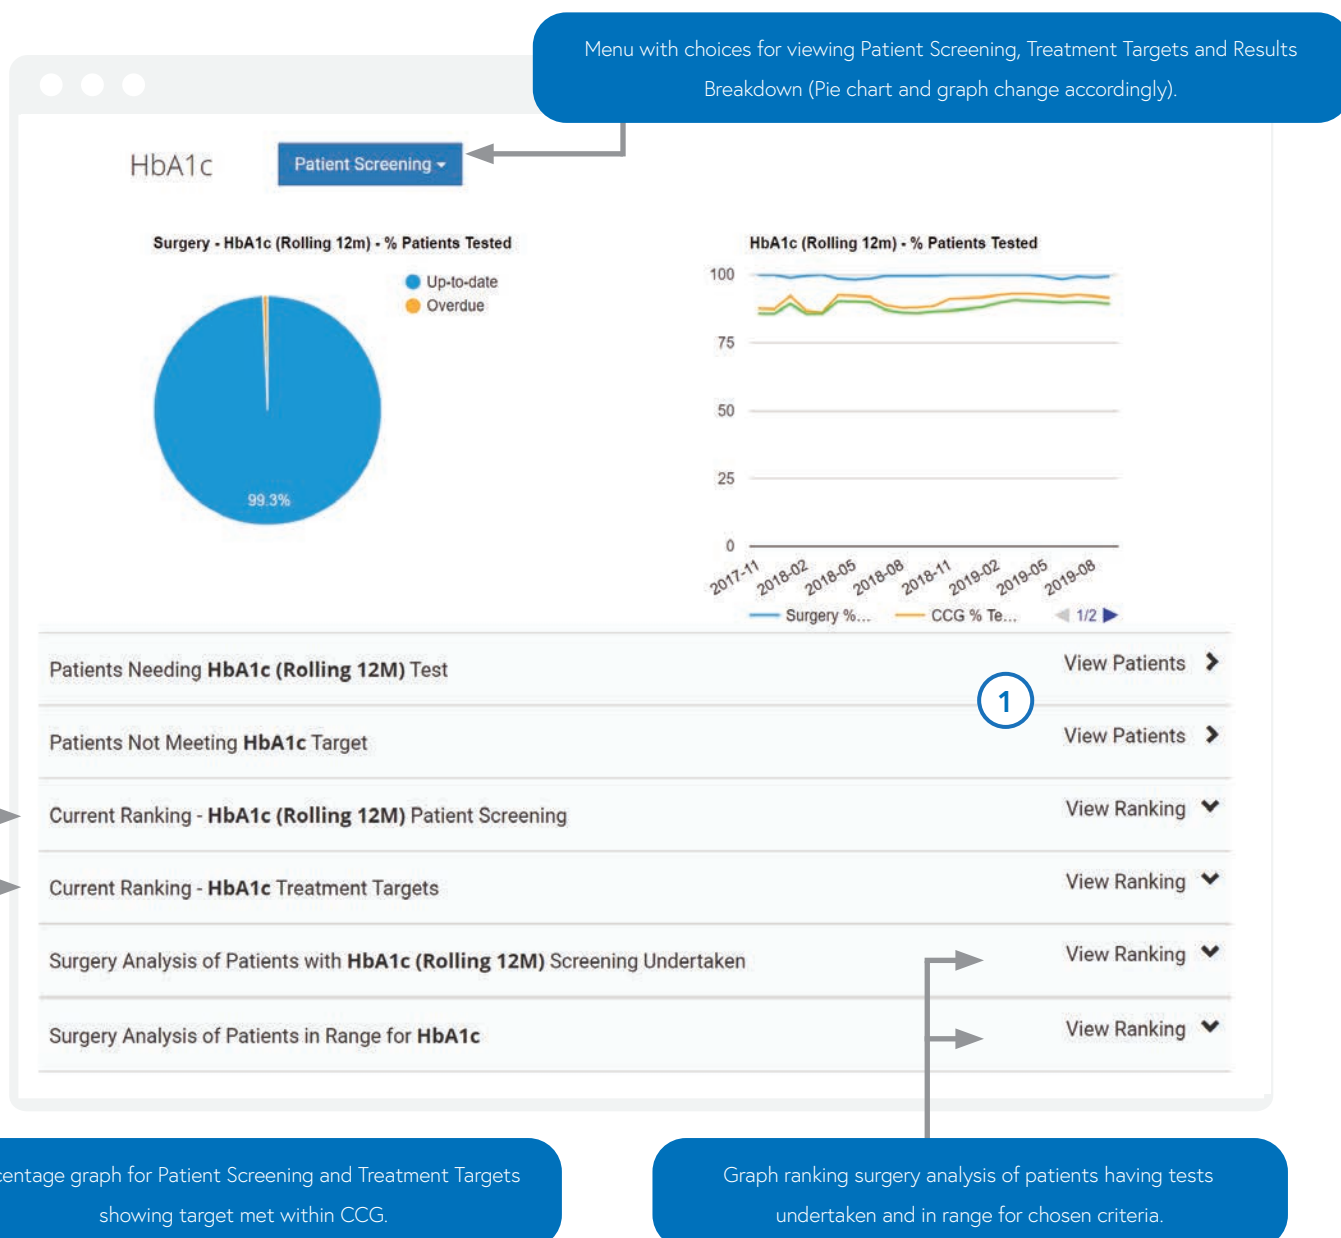 Menu with choices for viewing Patient Screening, Treatment Targets and Results
Breakdown (Pie chart and graph change accordingly).
HbA1c
Patient Screening
Surgery - HbA1c (Rolling 12m) - % Patients Tested
Up-to-date
Overdue
99.3%
HbA1c (Rolling 12m) - % Patients Tested
100
75
50
25
0
2017-11 2018-02 2018-05 2018-08 2018-11 2019-02 2019-05 2019-08
Surgery %... CCG % Te... 1/2
Patients Needing HbA1c (Rolling 12M) Test View Patients
1
Patients Not Meeting HbA1c Target View Patients
Current Ranking - HbA1c (Rolling 12M) Patient Screening View Ranking
Current Ranking - HbA1c Treatment Targets View Ranking
Surgery Analysis of Patients with HbA1c (Rolling 12M) Screening Undertaken View Ranking
Surgery Analysis of Patients in Range for HbA1c View Ranking
centage graph for Patient Screening and Treatment Targets
showing target met within CCG.
Graph ranking surgery analysis of patients having tests
undertaken and in range for chosen criteria.